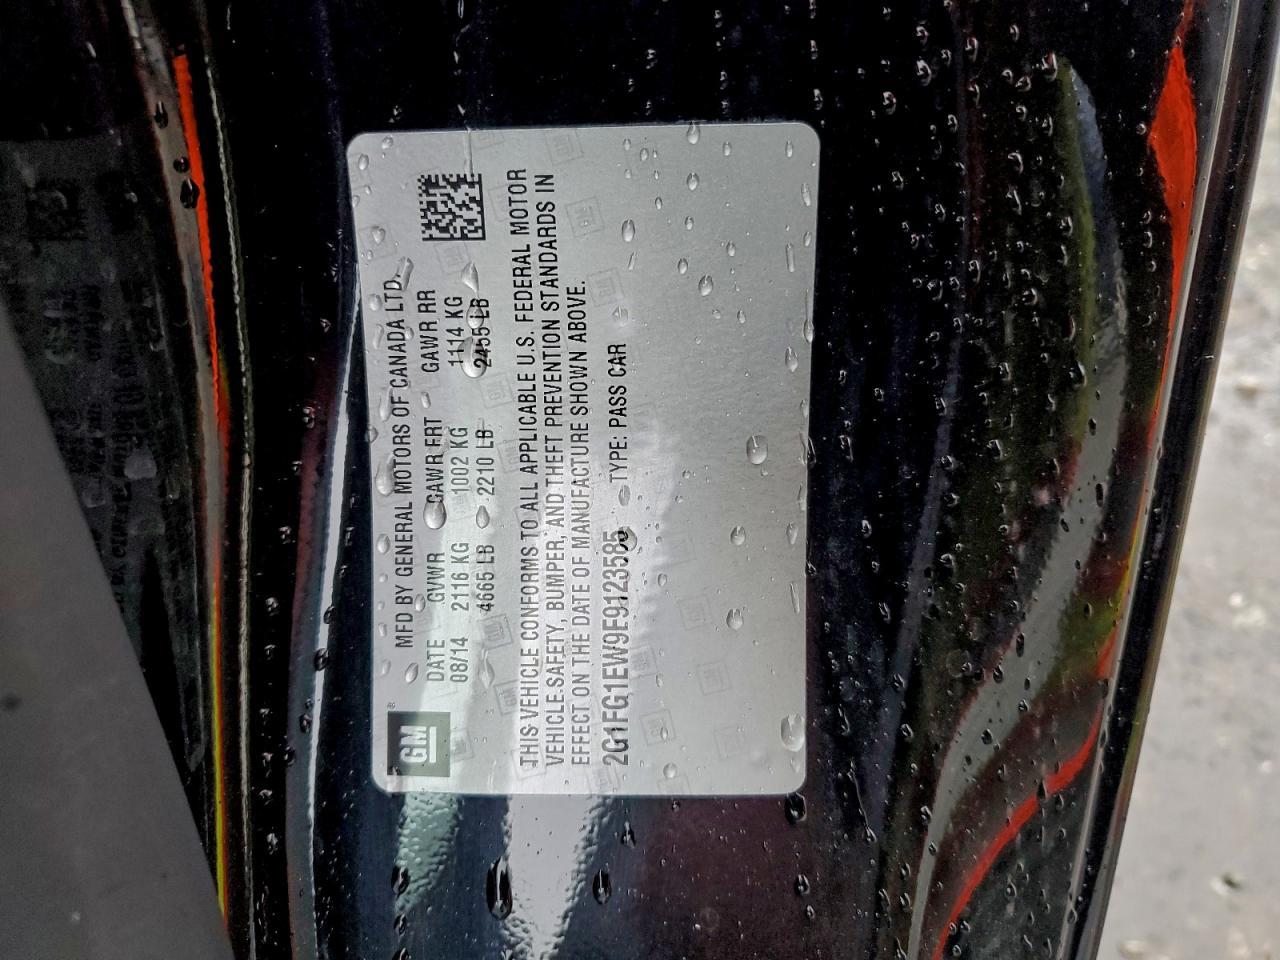 GM®
MFD BY GENERAL MOTORS OF CANADA LTD.
DATE GVWR GAWR FRT GAWR RR
08/14 2116 KG 1002 KG 1114 KG
4665 LB 2210 LB 2455 LB
THIS VEHICLE CONFORMS TO ALL APPLICABLE U.S. FEDERAL MOTOR
VEHICLE SAFETY, BUMPER, AND THEFT PREVENTION STANDARDS IN
EFFECT ON THE DATE OF MANUFACTURE SHOWN ABOVE.
2G1FG1EW9F9123585 TYPE: PASS CAR